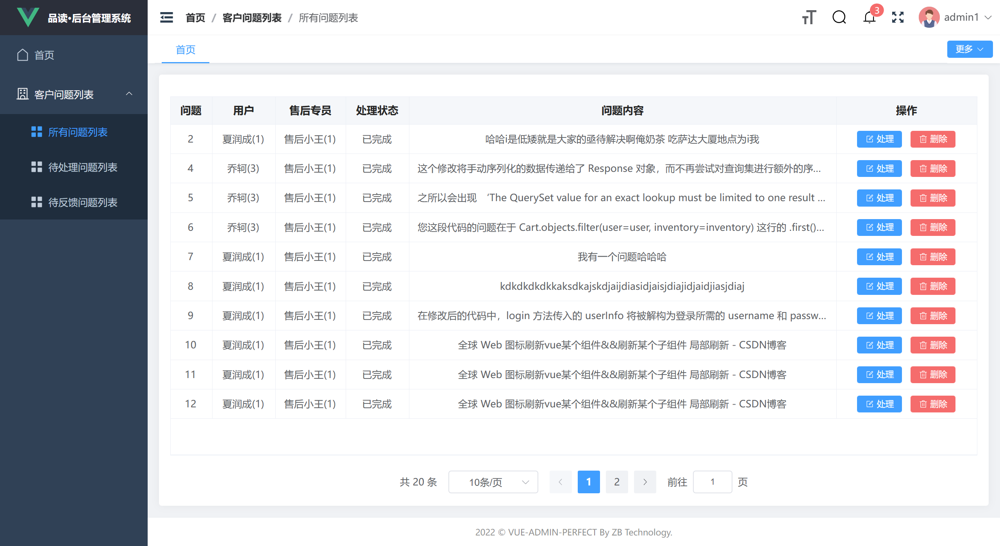 品读·后台管理系统
首页
客户问题列表
所有问题列表
待处理问题列表
待反馈问题列表
首页 / 客户问题列表 / 所有问题列表
3
admin1
首页
更多
问题 用户 售后专员 处理状态 问题内容 操作
2 夏润成(1) 售后小王(1) 已完成 哈哈i是低矮就是大家的亟待解决啊俺奶茶 吃萨达大厦地点为i我 处理 删除
4 乔轲(3) 售后小王(1) 已完成 这个修改将手动序列化的数据传递给了 Response 对象，而不再尝试对查询集进行额外的序... 处理 删除
5 乔轲(3) 售后小王(1) 已完成 之所以会出现 ‘The QuerySet value for an exact lookup must be limited to one result ... 处理 删除
6 乔轲(3) 售后小王(1) 已完成 您这段代码的问题在于 Cart.objects.filter(user=user, inventory=inventory) 这行的 .first()... 处理 删除
7 夏润成(1) 售后小王(1) 已完成 我有一个问题哈哈哈 处理 删除
8 夏润成(1) 售后小王(1) 已完成 kdkdkdkdkkaksdkajskdjaijdiasidjaisjdiajidjaidjiasjdiaj 处理 删除
9 夏润成(1) 售后小王(1) 已完成 在修改后的代码中，login 方法传入的 userInfo 将被解构为登录所需的 username 和 passw... 处理 删除
10 夏润成(1) 售后小王(1) 已完成 全球 Web 图标刷新vue某个组件&&刷新某个子组件 局部刷新 - CSDN博客 处理 删除
11 夏润成(1) 售后小王(1) 已完成 全球 Web 图标刷新vue某个组件&&刷新某个子组件 局部刷新 - CSDN博客 处理 删除
12 夏润成(1) 售后小王(1) 已完成 全球 Web 图标刷新vue某个组件&&刷新某个子组件 局部刷新 - CSDN博客 处理 删除
共 20 条 10条/页 1 2 前往 1 页
2022 © VUE-ADMIN-PERFECT By ZB Technology.